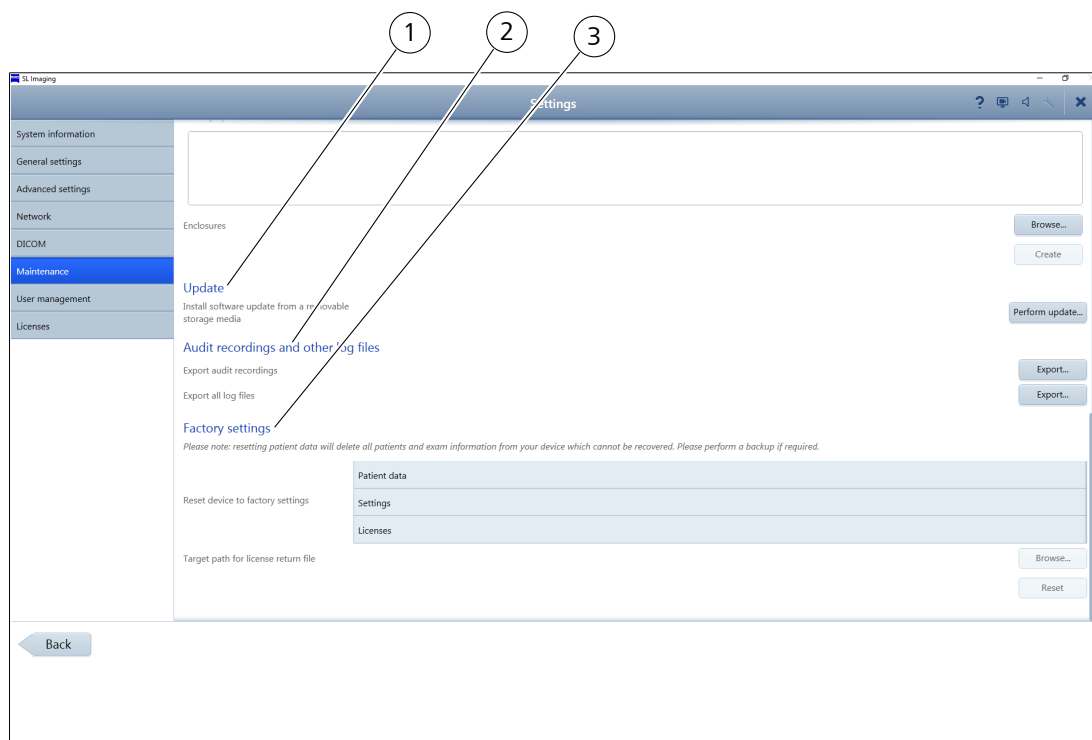 1
2
3
SL Imaging
Settings
?
System information
General settings
Advanced settings
Network
DICOM
Maintenance
User management
Licenses
Enclosures
Browse...
Create
Update
Install software update from a removable
storage media
Perform update...
Audit recordings and other log files
Export audit recordings
Export...
Export all log files
Export...
Factory settings
Please note: resetting patient data will delete all patients and exam information from your device which cannot be recovered. Please perform a backup if required.
Reset device to factory settings
Patient data
Settings
Licenses
Target path for license return file
Browse...
Reset
Back